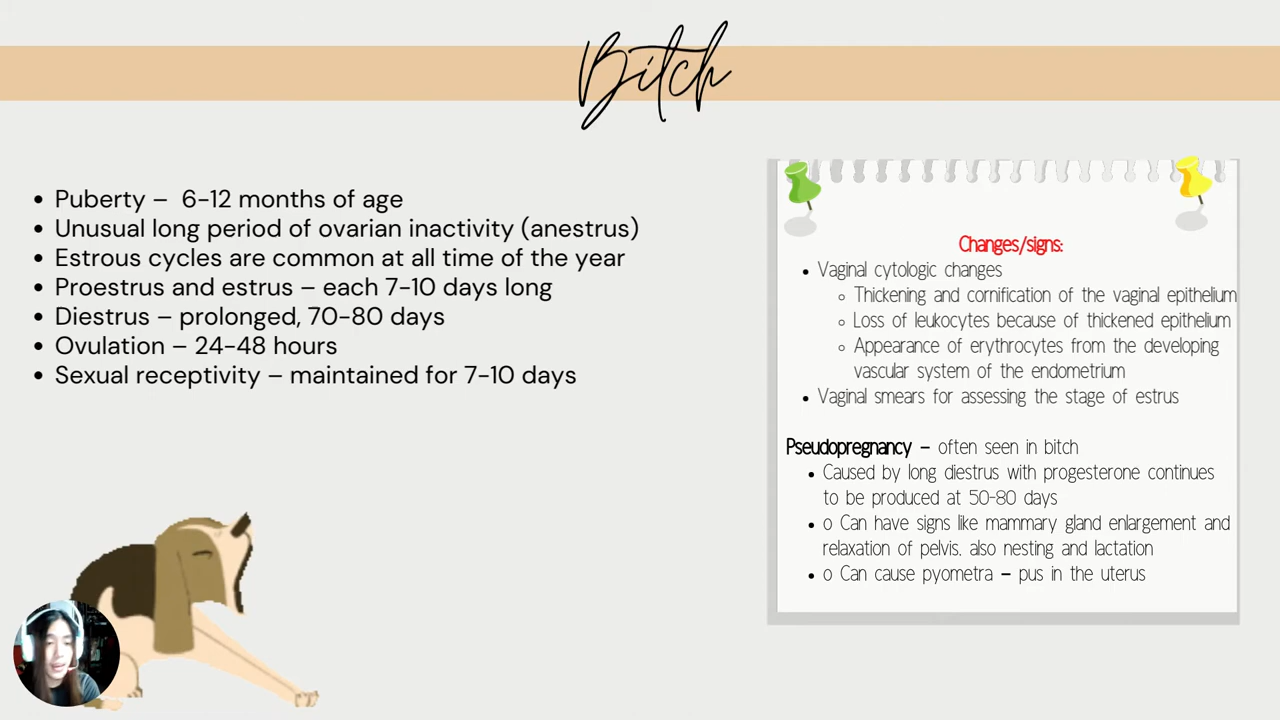 Bitch
• Puberty – 6-12 months of age
• Unusual long period of ovarian inactivity (anestrus)
• Estrous cycles are common at all time of the year
• Proestrus and estrus – each 7-10 days long
• Diestrus – prolonged, 70-80 days
• Ovulation – 24-48 hours
• Sexual receptivity – maintained for 7-10 days
Changes/signs:
• Vaginal cytologic changes
o Thickening and cornification of the vaginal epithelium
o Loss of leukocytes because of thickened epithelium
o Appearance of erythrocytes from the developing
vascular system of the endometrium
• Vaginal smears for assessing the stage of estrus
Pseudopregnancy – often seen in bitch
• Caused by long diestrus with progesterone continues
to be produced at 50-80 days
• o Can have signs like mammary gland enlargement and
relaxation of pelvis. also nesting and lactation
• o Can cause pyometra – pus in the uterus